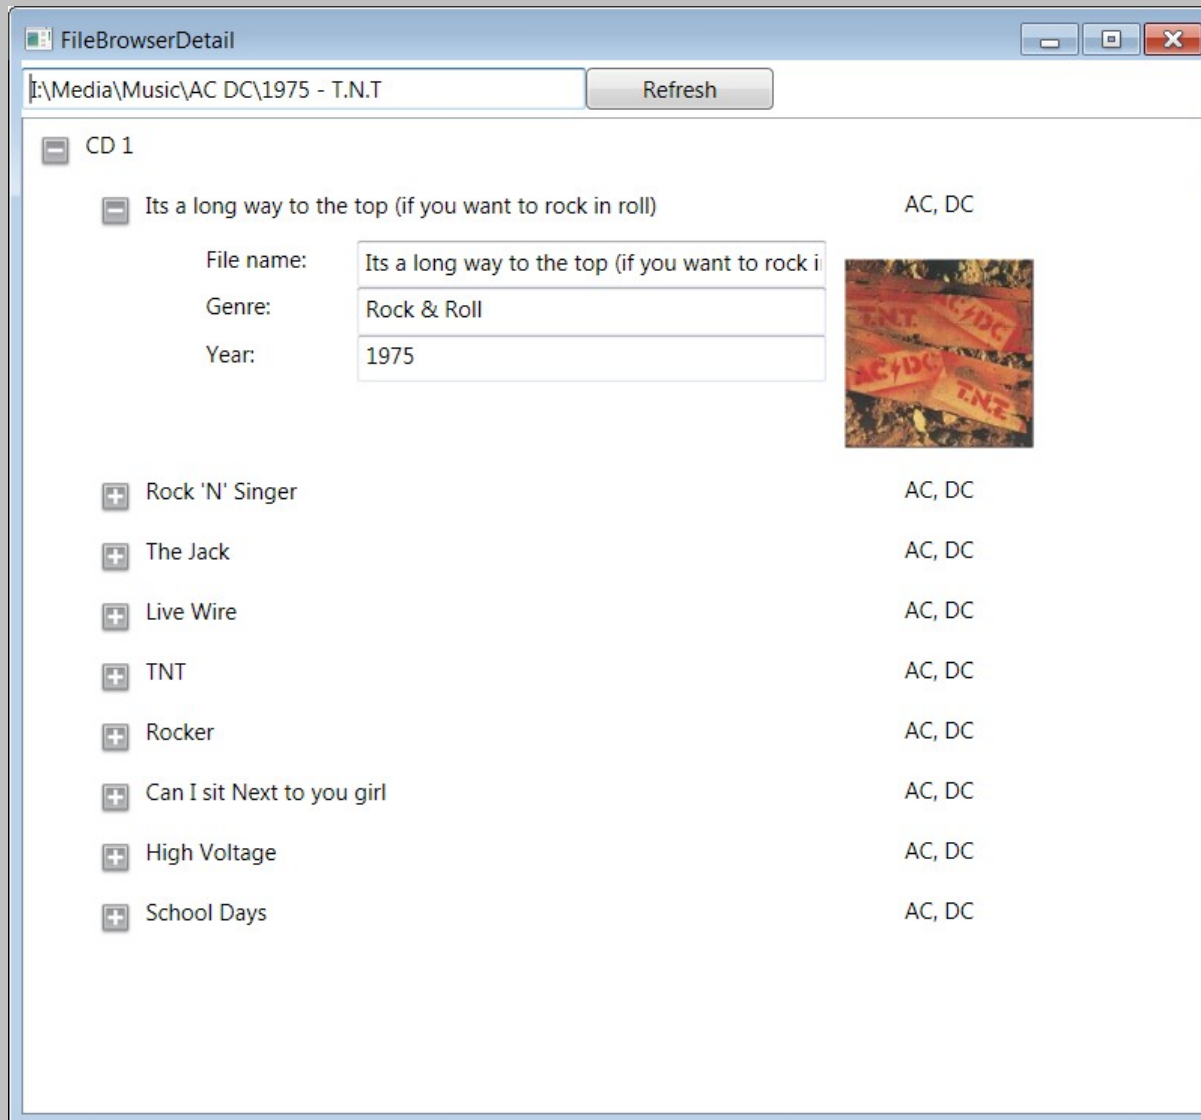 FileBrowserDetail
I:\Media\Music\AC DC\1975 - T.N.T Refresh
CD 1
Its a long way to the top (if you want to rock in roll) AC, DC
File name: Its a long way to the top (if you want to rock i
Genre: Rock & Roll
Year: 1975
T.N.T. AC⚡DC
AC⚡DC T.N.T
Rock 'N' Singer AC, DC
The Jack AC, DC
Live Wire AC, DC
TNT AC, DC
Rocker AC, DC
Can I sit Next to you girl AC, DC
High Voltage AC, DC
School Days AC, DC